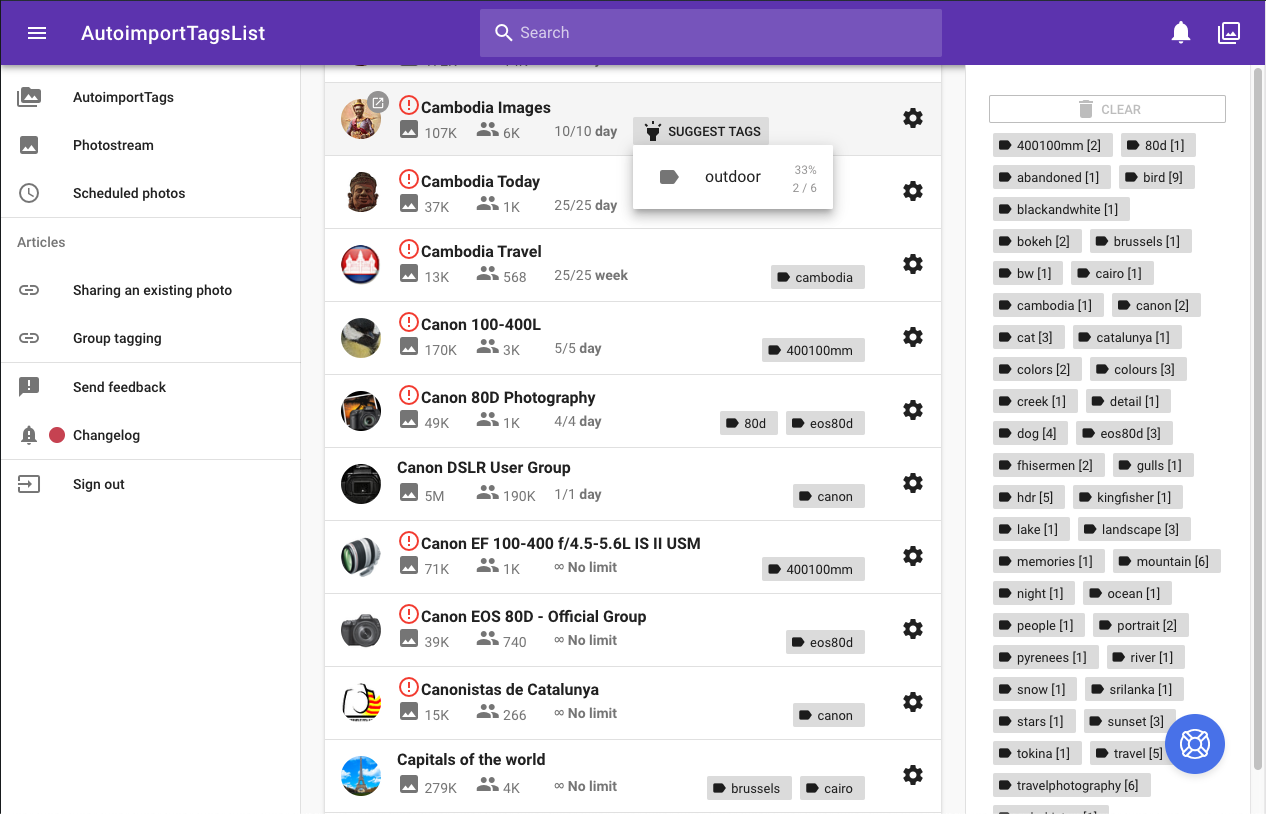 AutoimportTagsList
Search
AutoimportTags
Photostream
Scheduled photos
Articles
Sharing an existing photo
Group tagging
Send feedback
Changelog
Sign out
Cambodia Images
107K 6K 10/10 day
SUGGEST TAGS
outdoor 33%
2 / 6
Cambodia Today
37K 1K 25/25 day
Cambodia Travel
13K 568 25/25 week
cambodia
Canon 100-400L
170K 3K 5/5 day
400100mm
Canon 80D Photography
49K 1K 4/4 day
80d eos80d
Canon DSLR User Group
5M 190K 1/1 day
canon
Canon EF 100-400 f/4.5-5.6L IS II USM
71K 1K ∞ No limit
400100mm
Canon EOS 80D - Official Group
39K 740 ∞ No limit
eos80d
Canonistas de Catalunya
15K 266 ∞ No limit
canon
Capitals of the world
279K 4K ∞ No limit
brussels cairo
CLEAR
400100mm [2] 80d [1]
abandoned [1] bird [9]
blackandwhite [1]
bokeh [2] brussels [1]
bw [1] cairo [1]
cambodia [1] canon [2]
cat [3] catalunya [1]
colors [2] colours [3]
creek [1] detail [1]
dog [4] eos80d [3]
fhisermen [2] gulls [1]
hdr [5] kingfisher [1]
lake [1] landscape [3]
memories [1] mountain [6]
night [1] ocean [1]
people [1] portrait [2]
pyrenees [1] river [1]
snow [1] srilanka [1]
stars [1] sunset [3]
tokina [1] travel [5]
travelphotography [6]